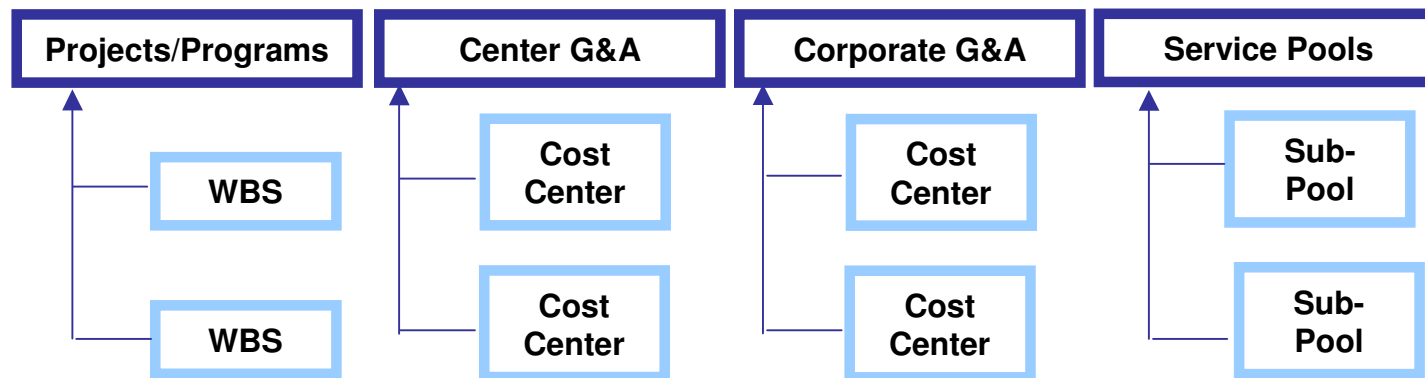 Projects/Programs
Center G&A
Corporate G&A
Service Pools
WBS
Cost
Center
Cost
Center
Sub-
Pool
WBS
Cost
Center
Cost
Center
Sub-
Pool